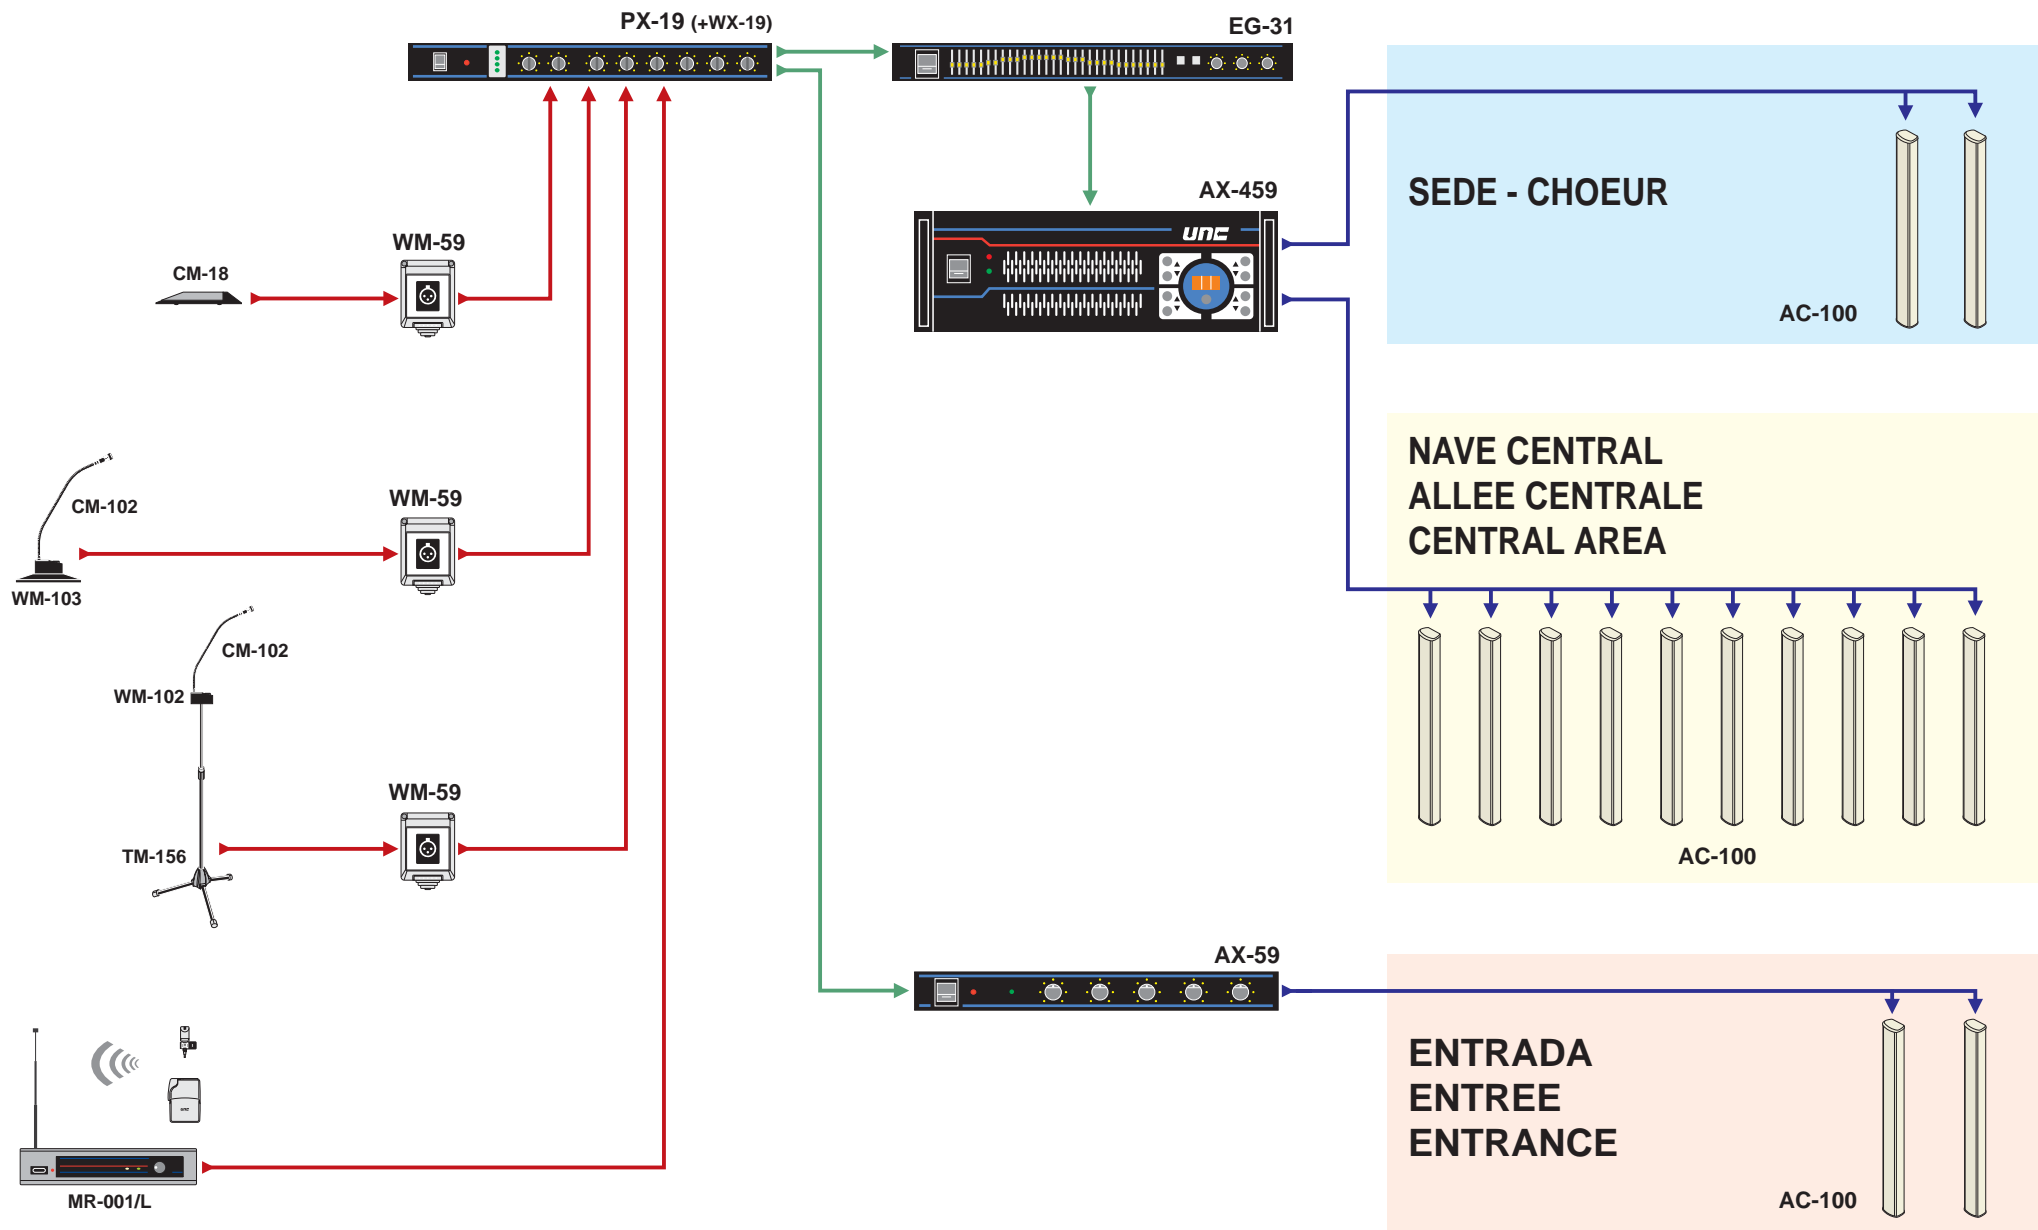 PX-19 (+WX-19)
EG-31
AX-459
unc
SEDE - CHOEUR
AC-100
WM-59
CM-18
NAVE CENTRAL
ALLEE CENTRALE
CENTRAL AREA
AC-100
WM-59
CM-102
WM-103
CM-102
WM-102
WM-59
TM-156
AX-59
ENTRADA
ENTREE
ENTRANCE
AC-100
unc
MR-001/L